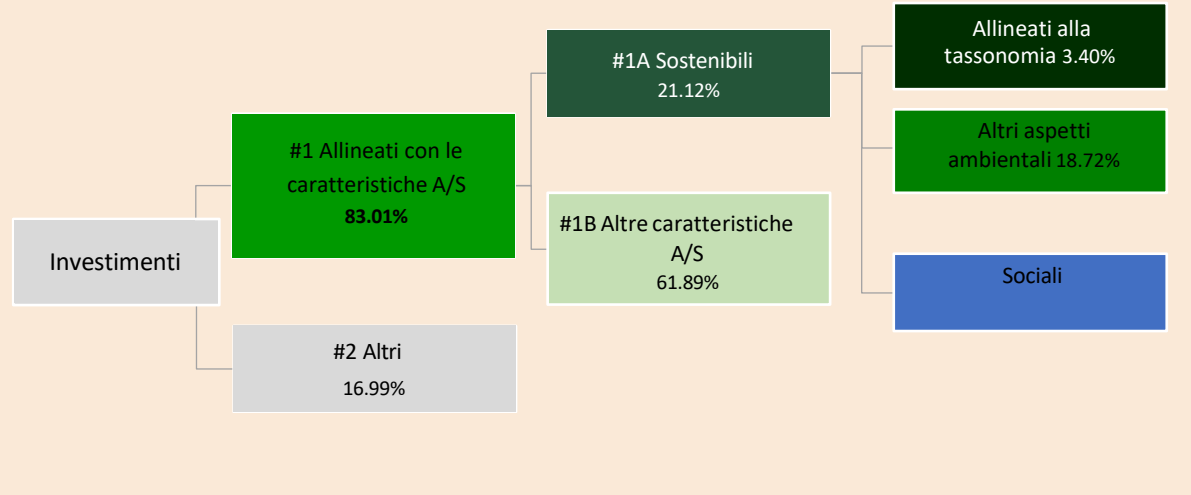 Investimenti
#1 Allineati con le
caratteristiche A/S
83.01%
#2 Altri
16.99%
#1A Sostenibili
21.12%
#1B Altre caratteristiche
A/S
61.89%
Allineati alla
tassonomia 3.40%
Altri aspetti
ambientali 18.72%
Sociali